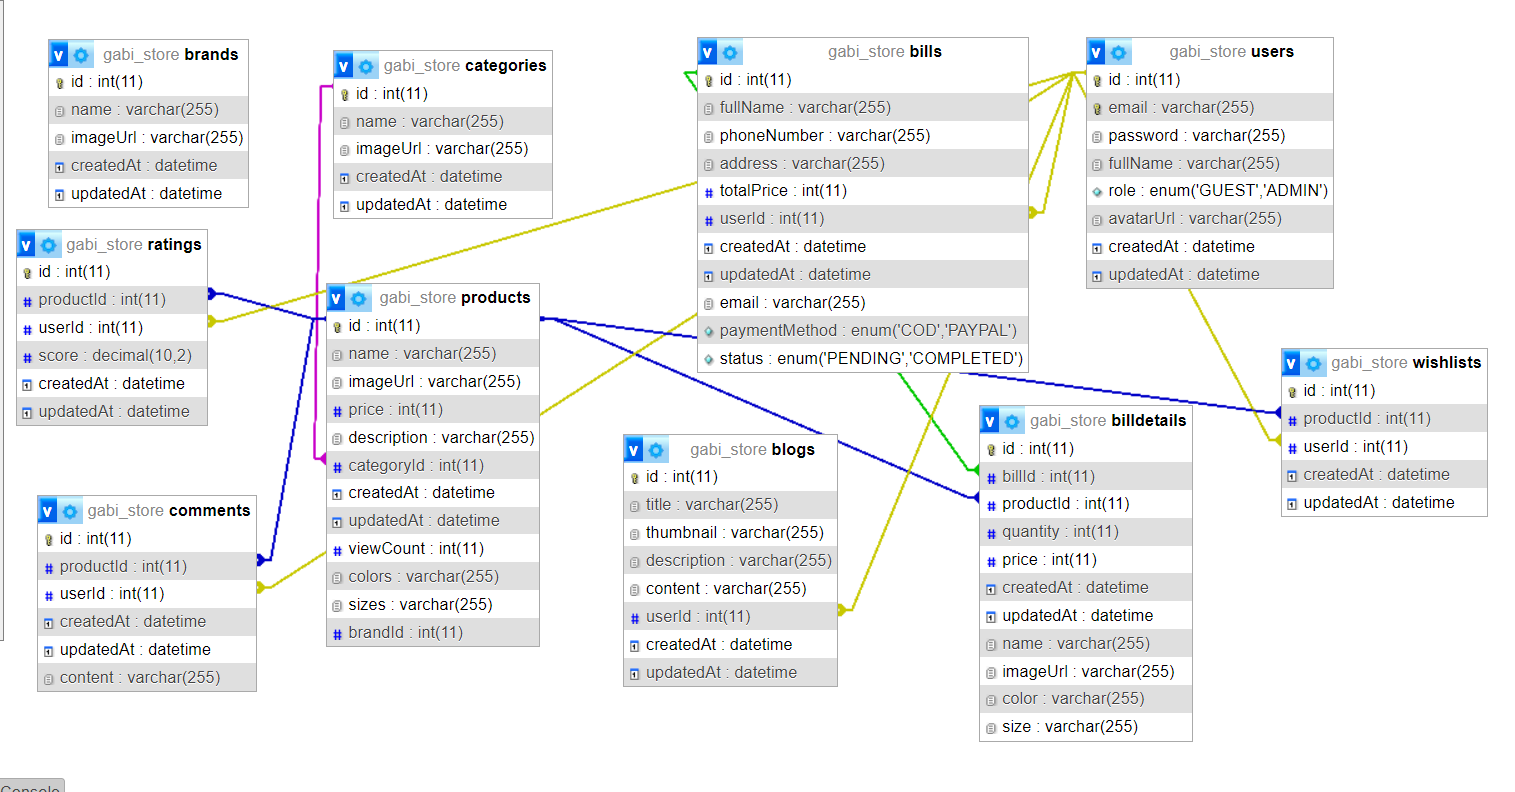 gabi_store brands
id : int(11)
name : varchar(255)
imageUrl : varchar(255)
createdAt : datetime
updatedAt : datetime
gabi_store categories
id : int(11)
name : varchar(255)
imageUrl : varchar(255)
createdAt : datetime
updatedAt : datetime
gabi_store bills
id : int(11)
fullName : varchar(255)
phoneNumber : varchar(255)
address : varchar(255)
totalPrice : int(11)
userId : int(11)
createdAt : datetime
updatedAt : datetime
email : varchar(255)
paymentMethod : enum('COD','PAYPAL')
status : enum('PENDING','COMPLETED')
gabi_store users
id : int(11)
email : varchar(255)
password : varchar(255)
fullName : varchar(255)
role : enum('GUEST','ADMIN')
avatarUrl : varchar(255)
createdAt : datetime
updatedAt : datetime
gabi_store ratings
id : int(11)
productId : int(11)
userId : int(11)
score : decimal(10,2)
createdAt : datetime
updatedAt : datetime
gabi_store products
id : int(11)
name : varchar(255)
imageUrl : varchar(255)
price : int(11)
description : varchar(255)
categoryId : int(11)
createdAt : datetime
updatedAt : datetime
viewCount : int(11)
colors : varchar(255)
sizes : varchar(255)
brandId : int(11)
gabi_store wishlists
id : int(11)
productId : int(11)
userId : int(11)
createdAt : datetime
updatedAt : datetime
gabi_store billdetails
id : int(11)
billId : int(11)
productId : int(11)
quantity : int(11)
price : int(11)
createdAt : datetime
updatedAt : datetime
name : varchar(255)
imageUrl : varchar(255)
color : varchar(255)
size : varchar(255)
gabi_store blogs
id : int(11)
title : varchar(255)
thumbnail : varchar(255)
description : varchar(255)
content : varchar(255)
userId : int(11)
createdAt : datetime
updatedAt : datetime
gabi_store comments
id : int(11)
productId : int(11)
userId : int(11)
createdAt : datetime
updatedAt : datetime
content : varchar(255)
Console